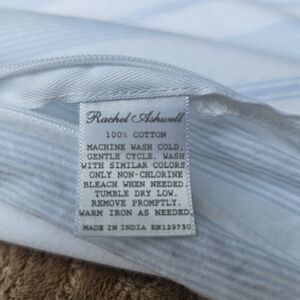 Rachel Ashwell
100% COTTON
MACHINE WASH COLD,
GENTLE CYCLE. WASH
WITH SIMILAR COLORS
ONLY NON-CHLORINE
BLEACH WHEN NEEDED
TUMBLE DRY LOW.
REMOVE PROMPTLY.
WARM IRON AS NEEDED.
MADE IN INDIA RN129730